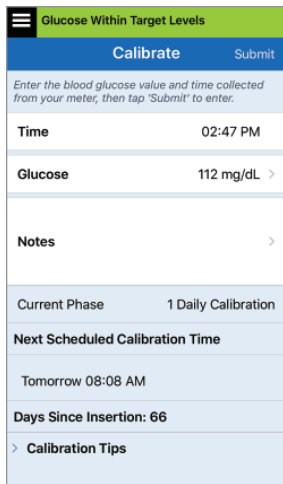 Glucose Within Target Levels
Calibrate Submit
Enter the blood glucose value and time collected
from your meter, then tap 'Submit' to enter.
Time 02:47 PM
Glucose 112 mg/dL >
Notes >
Current Phase 1 Daily Calibration
Next Scheduled Calibration Time
Tomorrow 08:08 AM
Days Since Insertion: 66
> Calibration Tips